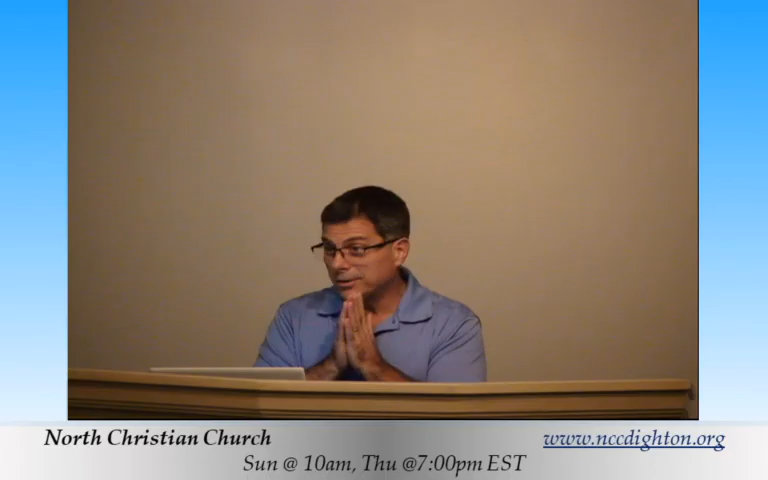 North Christian Church
www.nccdighton.org
Sun @ 10am, Thu @7:00pm EST